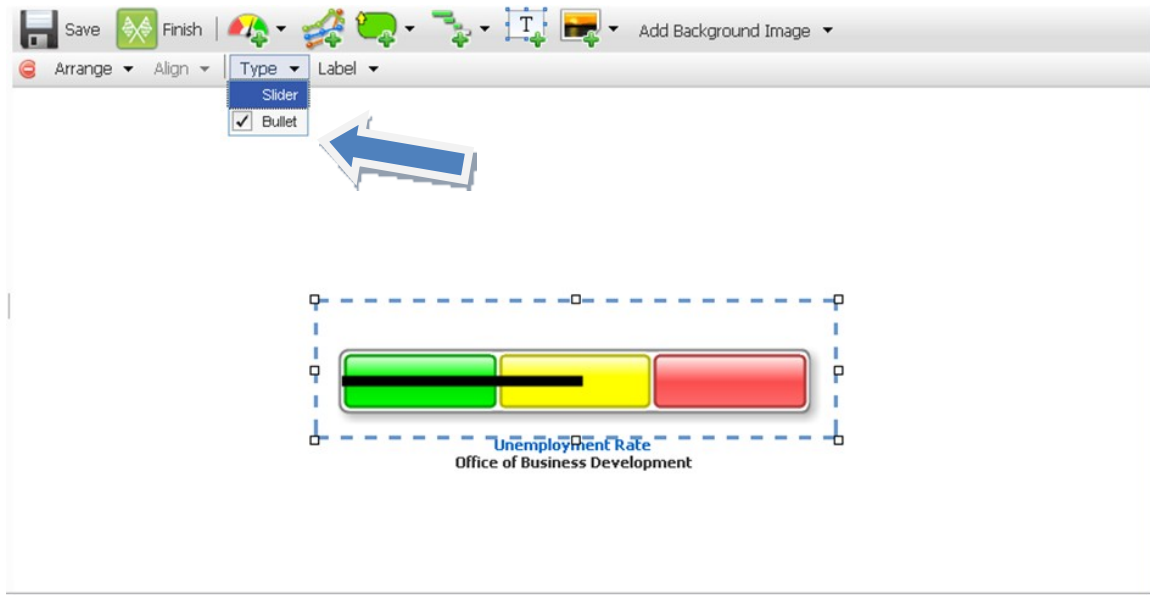 Save Finish T Add Background Image
Arrange Align Type Label
Slider
Bullet
Unemployment Rate
Office of Business Development